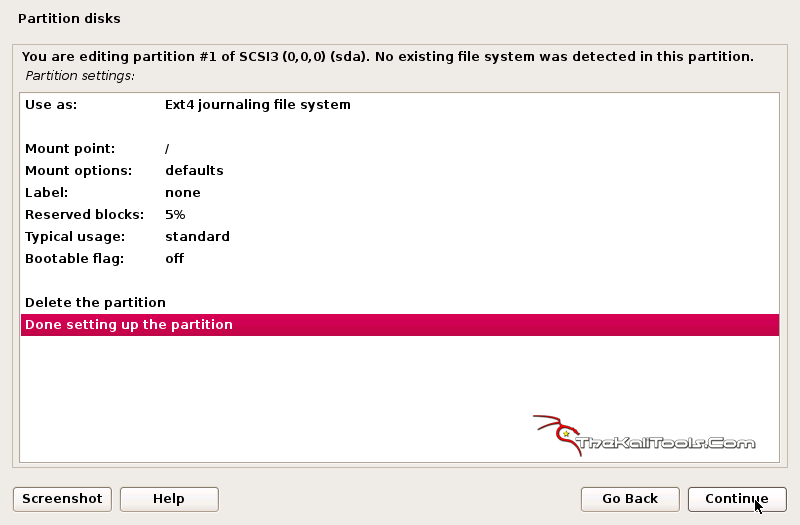 Partition disks
You are editing partition #1 of SCSI3 (0,0,0) (sda). No existing file system was detected in this partition.
Partition settings:
Use as: Ext4 journaling file system
Mount point: /
Mount options: defaults
Label: none
Reserved blocks: 5%
Typical usage: standard
Bootable flag: off
Delete the partition
Done setting up the partition
TheKaliTools.Com
Screenshot Help Go Back Continue